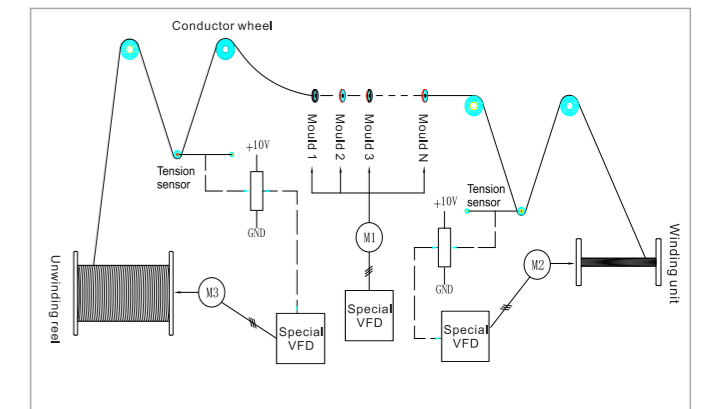 Conductor wheel
Mould 1
Mould 2
Mould 3
Mould N
+10V
Tension
sensor
GND
Tension
sensor
+10V
GND
M1
M2
M3
Unwinding reel
Winding unit
Special
VFD
Special
VFD
Special
VFD